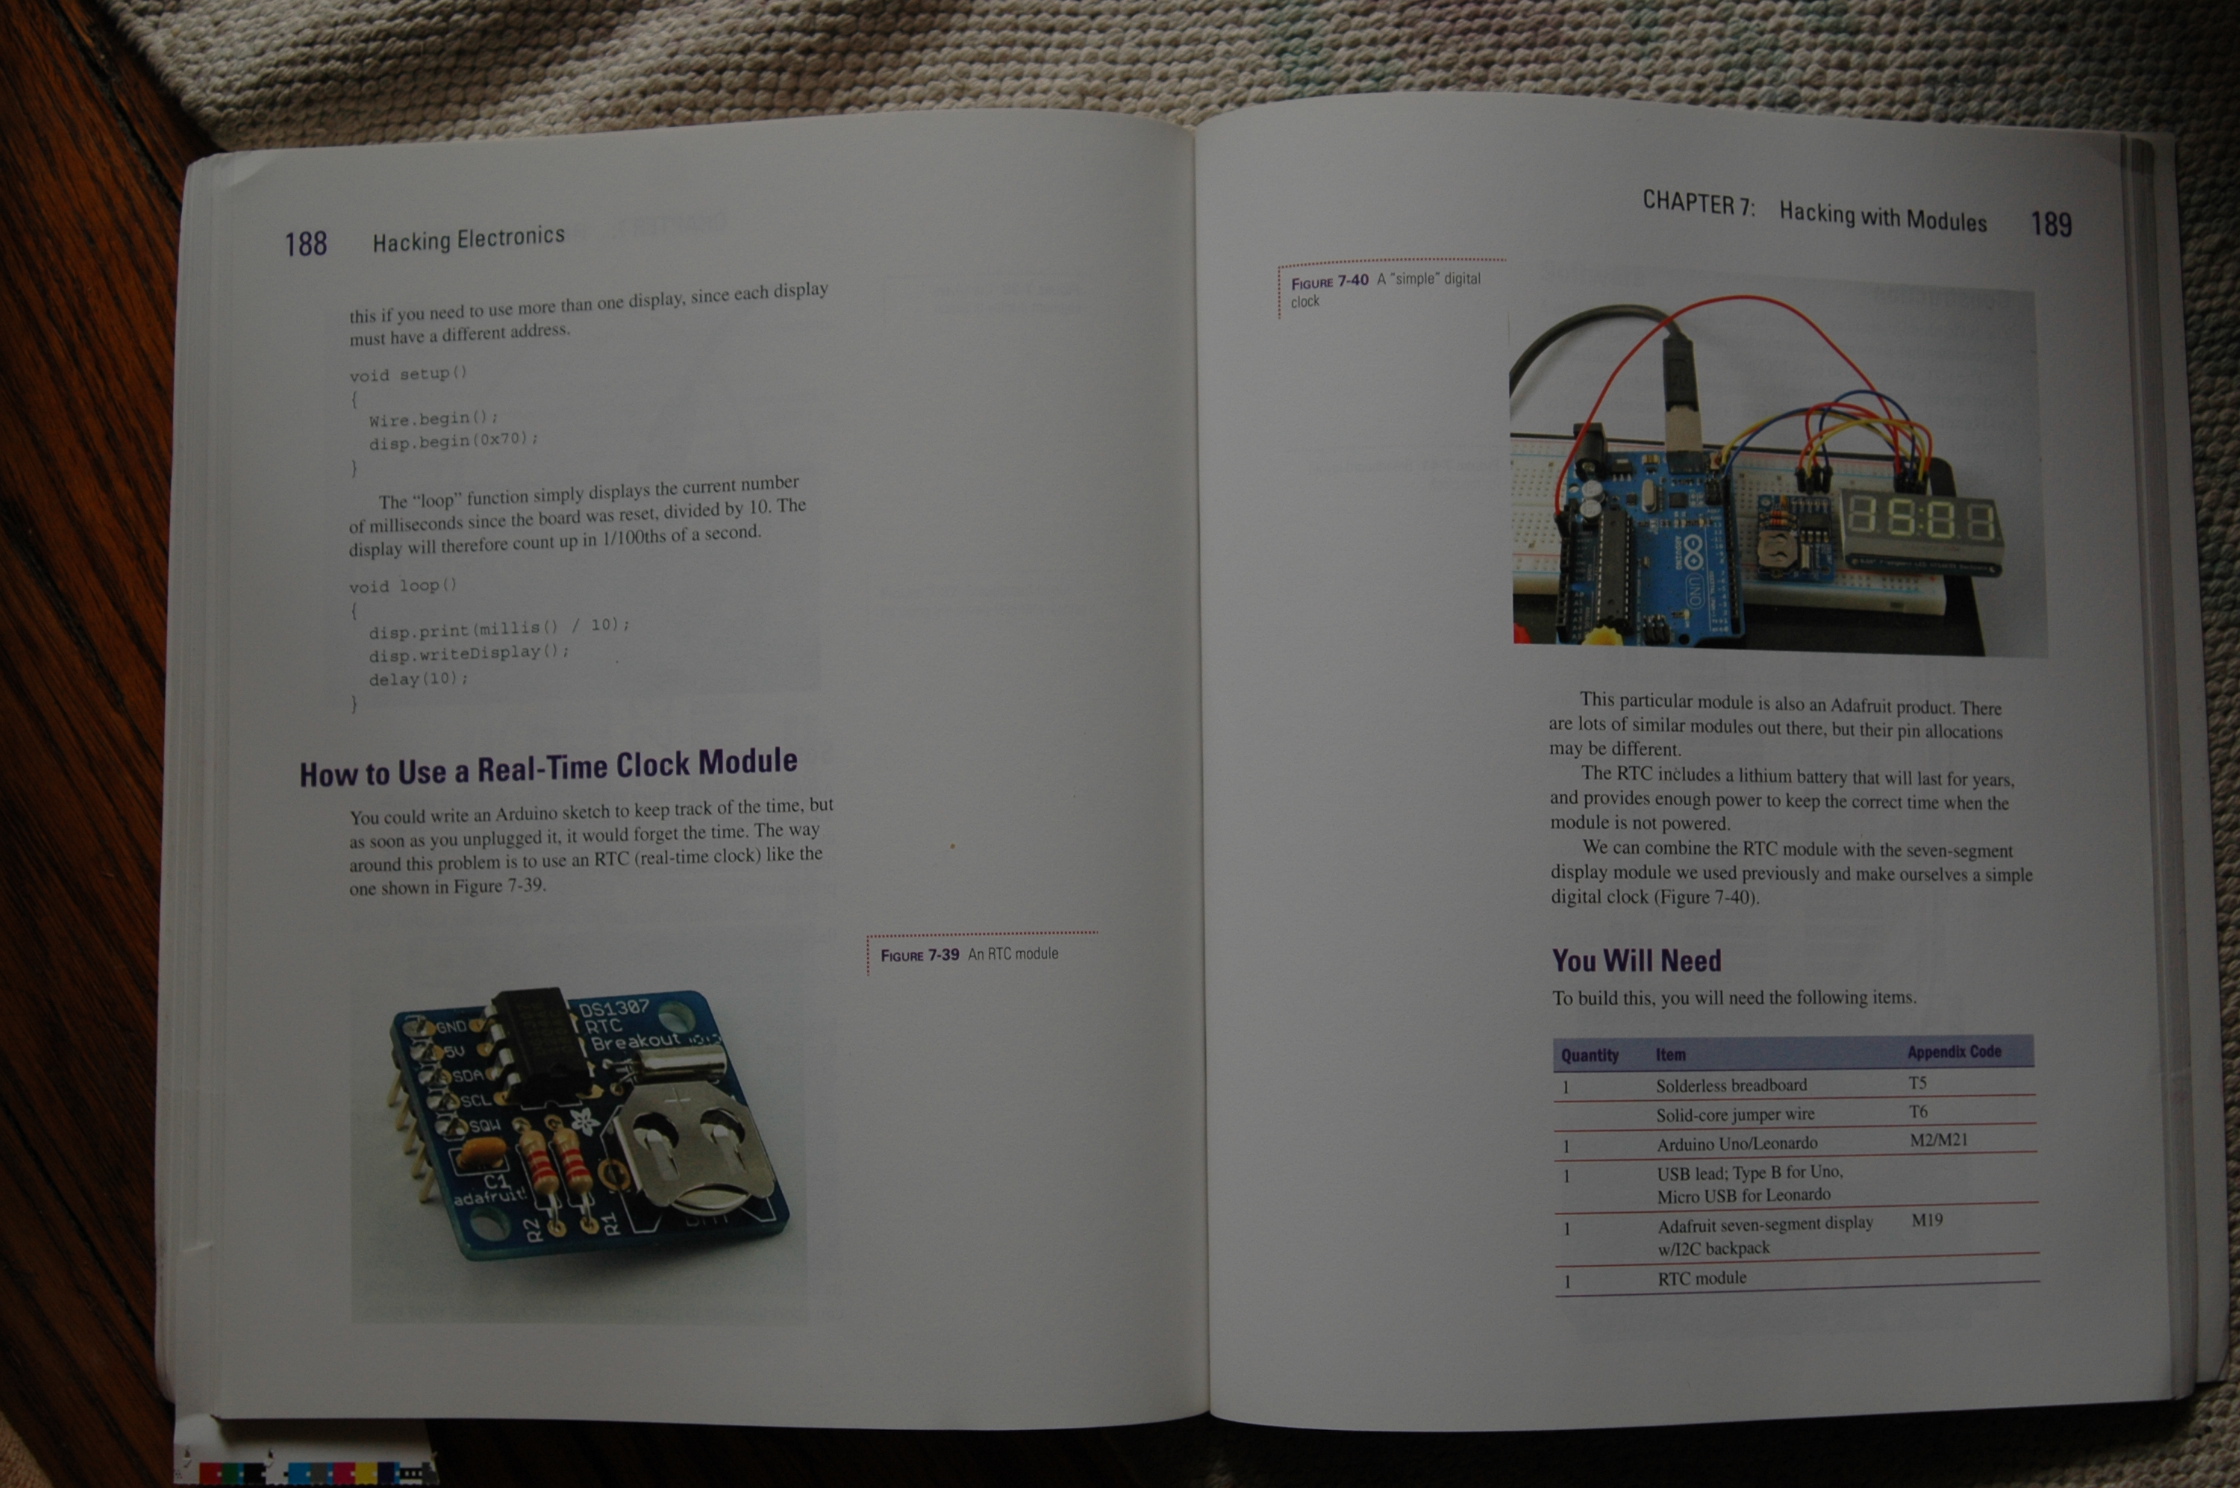 188 Hacking Electronics
this if you need to use more than one display, since each display
must have a different address.
void setup()
{
Wire.begin();
disp.begin(0x70);
}
The “loop” function simply displays the current number
of milliseconds since the board was reset, divided by 10. The
display will therefore count up in 1/100ths of a second.
void loop()
{
disp.print(millis() / 10);
disp.writeDisplay();
delay(10);
}
How to Use a Real-Time Clock Module
You could write an Arduino sketch to keep track of the time, but
as soon as you unplugged it, it would forget the time. The way
around this problem is to use an RTC (real-time clock) like the
one shown in Figure 7-39.
FIGURE 7-39 An RTC module
DS1307
RTC
Breakout
GND
5V
SDA
SCL
SQW
C1
adafruit!
R2
R1
CHAPTER 7: Hacking with Modules 189
FIGURE 7-40 A "simple" digital
clock
ARDUINO
UNO
This particular module is also an Adafruit product. There
are lots of similar modules out there, but their pin allocations
may be different.
The RTC includes a lithium battery that will last for years,
and provides enough power to keep the correct time when the
module is not powered.
We can combine the RTC module with the seven-segment
display module we used previously and make ourselves a simple
digital clock (Figure 7-40).
You Will Need
To build this, you will need the following items.
Quantity Item Appendix Code
1 Solderless breadboard T5
Solid-core jumper wire T6
1 Arduino Uno/Leonardo M2/M21
1 USB lead; Type B for Uno,
Micro USB for Leonardo
1 Adafruit seven-segment display M19
w/I2C backpack
1 RTC module